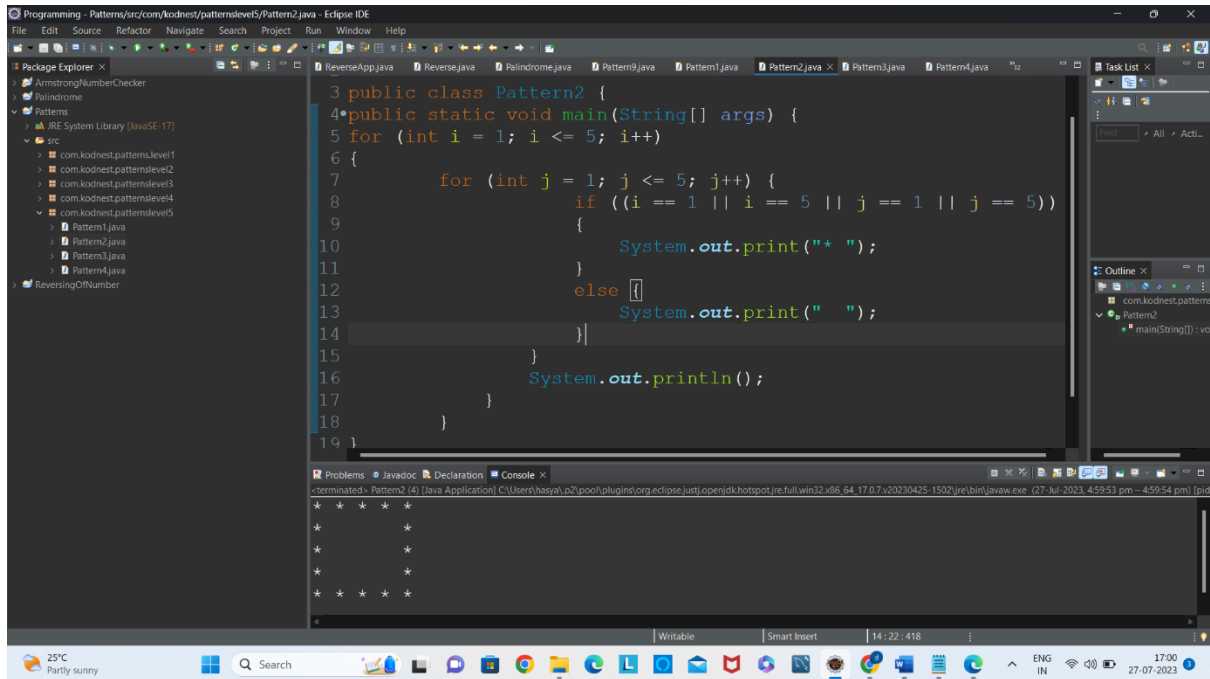 Programming - Patterns/src/com/kodnest/patternslevel5/Pattern2.java - Eclipse IDE
File Edit Source Refactor Navigate Search Project Run Window Help
Package Explorer ×
ArmstrongNumberChecker
Palindrome
Patterns
JRE System Library [JavaSE-17]
src
com.kodnest.patterns.level1
com.kodnest.patternslevel2
com.kodnest.patternslevel3
com.kodnest.patternslevel4
com.kodnest.patternslevel5
Pattern1.java
Pattern2.java
Pattern3.java
Pattern4.java
ReversingOfNumber
ReverseApp.java Reverse.java Palindrome.java Pattern9.java Pattern1.java Pattern2.java × Pattern3.java Pattern4.java »32
3 public class Pattern2 {
4 public static void main(String[] args) {
5 for (int i = 1; i <= 5; i++)
6 {
7 for (int j = 1; j <= 5; j++) {
8 if ((i == 1 || i == 5 || j == 1 || j == 5))
9 {
10 System.out.print("* ");
11 }
12 else {
13 System.out.print("  ");
14 }
15 }
16 System.out.println();
17 }
18 }
19 }
Task List ×
Find All Acti...
Outline ×
com.kodnest.patterns
Pattern2
main(String[]) : vo
Problems Javadoc Declaration Console ×
<terminated> Pattern2 (4) [Java Application] C:\Users\hasya\.p2\pool\plugins\org.eclipse.justj.openjdk.hotspot.jre.full.win32.x86_64_17.0.7.v20230425-1502\jre\bin\javaw.exe (27-Jul-2023, 4:59:53 pm – 4:59:54 pm) [pid
* * * * *
*       *
*       *
*       *
* * * * *
Writable Smart Insert 14 : 22 : 418
25°C
Partly sunny
Search
ENG
IN
17:00
27-07-2023
3